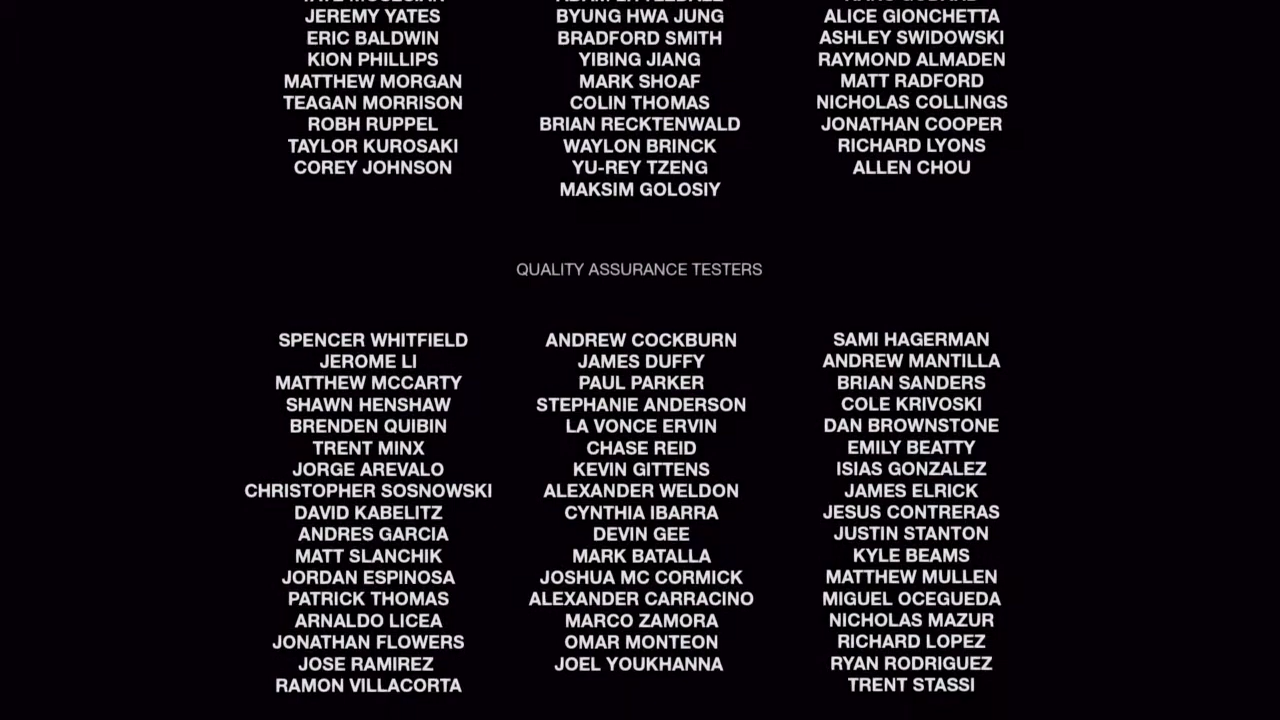 JEREMY YATES
ERIC BALDWIN
KION PHILLIPS
MATTHEW MORGAN
TEAGAN MORRISON
ROBH RUPPEL
TAYLOR KUROSAKI
COREY JOHNSON
BYUNG HWA JUNG
BRADFORD SMITH
YIBING JIANG
MARK SHOAF
COLIN THOMAS
BRIAN RECKTENWALD
WAYLON BRINCK
YU-REY TZENG
MAKSIM GOLOSIY
ALICE GIONCHETTA
ASHLEY SWIDOWSKI
RAYMOND ALMADEN
MATT RADFORD
NICHOLAS COLLINGS
JONATHAN COOPER
RICHARD LYONS
ALLEN CHOU
QUALITY ASSURANCE TESTERS
SPENCER WHITFIELD
JEROME LI
MATTHEW MCCARTY
SHAWN HENSHAW
BRENDEN QUIBIN
TRENT MINX
JORGE AREVALO
CHRISTOPHER SOSNOWSKI
DAVID KABELITZ
ANDRES GARCIA
MATT SLANCHIK
JORDAN ESPINOSA
PATRICK THOMAS
ARNALDO LICEA
JONATHAN FLOWERS
JOSE RAMIREZ
RAMON VILLACORTA
ANDREW COCKBURN
JAMES DUFFY
PAUL PARKER
STEPHANIE ANDERSON
LA VONCE ERVIN
CHASE REID
KEVIN GITTENS
ALEXANDER WELDON
CYNTHIA IBARRA
DEVIN GEE
MARK BATALLA
JOSHUA MC CORMICK
ALEXANDER CARRACINO
MARCO ZAMORA
OMAR MONTEON
JOEL YOUKHANNA
SAMI HAGERMAN
ANDREW MANTILLA
BRIAN SANDERS
COLE KRIVOSKI
DAN BROWNSTONE
EMILY BEATTY
ISIAS GONZALEZ
JAMES ELRICK
JESUS CONTRERAS
JUSTIN STANTON
KYLE BEAMS
MATTHEW MULLEN
MIGUEL OCEGUEDA
NICHOLAS MAZUR
RICHARD LOPEZ
RYAN RODRIGUEZ
TRENT STASSI